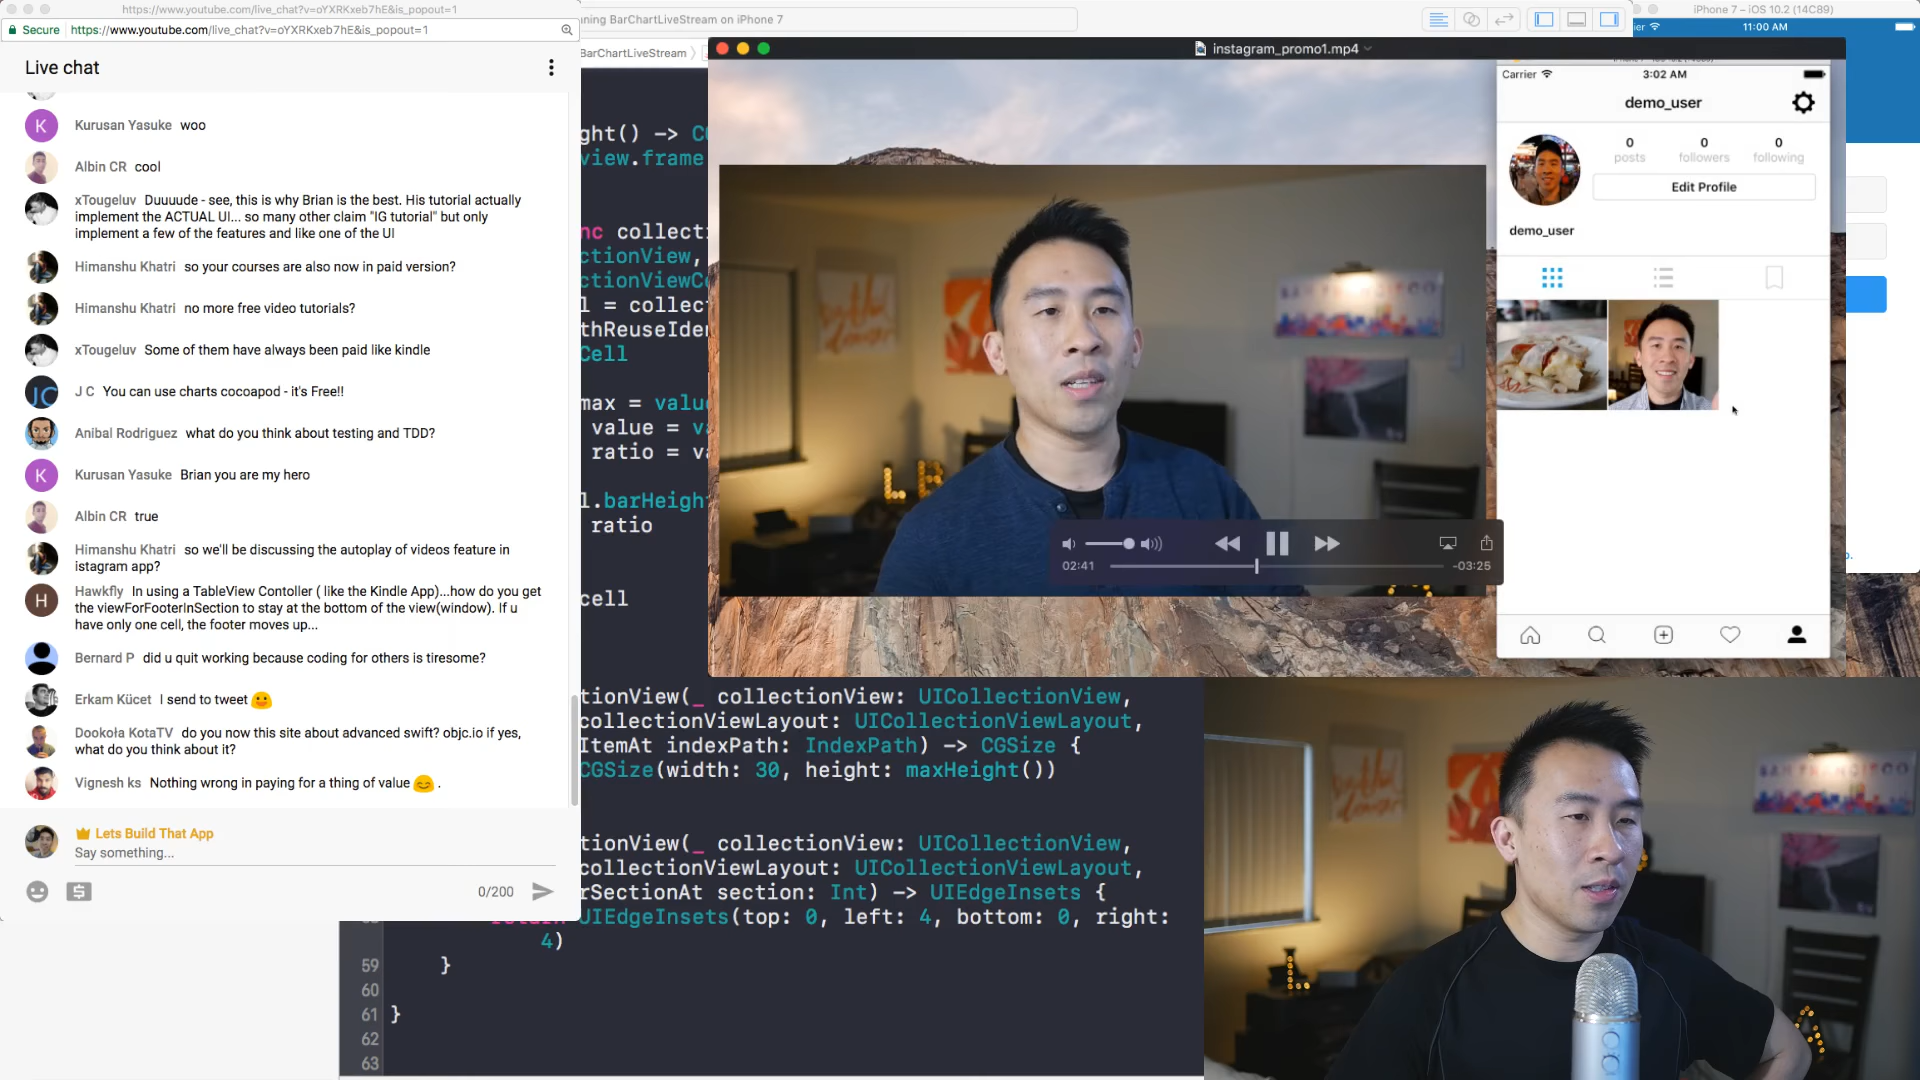 https://www.youtube.com/live_chat?v=oYXRKxeb7hE&is_popout=1
Secure https://www.youtube.com/live_chat?v=oYXRKxeb7hE&is_popout=1
Live chat
K Kurusan Yasuke woo
Albin CR cool
xTougeluv Duuuude - see, this is why Brian is the best. His tutorial actually
implement the ACTUAL UI... so many other claim "IG tutorial" but only
implement a few of the features and like one of the UI
Himanshu Khatri so your courses are also now in paid version?
Himanshu Khatri no more free video tutorials?
xTougeluv Some of them have always been paid like kindle
JC J C You can use charts cocoapod - it's Free!!
Anibal Rodriguez what do you think about testing and TDD?
K Kurusan Yasuke Brian you are my hero
Albin CR true
Himanshu Khatri so we'll be discussing the autoplay of videos feature in
istagram app?
H Hawkfly In using a TableView Contoller ( like the Kindle App)...how do you get
the viewForFooterInSection to stay at the bottom of the view(window). If u
have only one cell, the footer moves up...
Bernard P did u quit working because coding for others is tiresome?
Erkam Kücet I send to tweet 😛
Dookoła KotaTV do you now this site about advanced swift? objc.io if yes,
what do you think about it?
Vignesh ks Nothing wrong in paying for a thing of value 😊 .
Lets Build That App
Say something...
0/200
ning BarChartLiveStream on iPhone 7
BarChartLiveStream
ght() -> C
view.frame
nc collect
ctionView,
ctionViewC
l = collec
thReuseIde
Cell
max = valu
value = v
ratio = v
l.barHeigh
ratio
cell
tionView(_ collectionView: UICollectionView,
collectionViewLayout: UICollectionViewLayout,
ItemAt indexPath: IndexPath) -> CGSize {
CGSize(width: 30, height: maxHeight())
tionView(_ collectionView: UICollectionView,
collectionViewLayout: UICollectionViewLayout,
rSectionAt section: Int) -> UIEdgeInsets {
UIEdgeInsets(top: 0, left: 4, bottom: 0, right:
4)
59 }
60
61 }
62
63
instagram_promo1.mp4
02:41 -03:25
iPhone 7 – iOS 10.2 (14C89)
11:00 AM
Carrier 3:02 AM
demo_user
0 0 0
posts followers following
Edit Profile
demo_user
SAN FRANCISCO
L B
SAN FRANCISCO
L
A